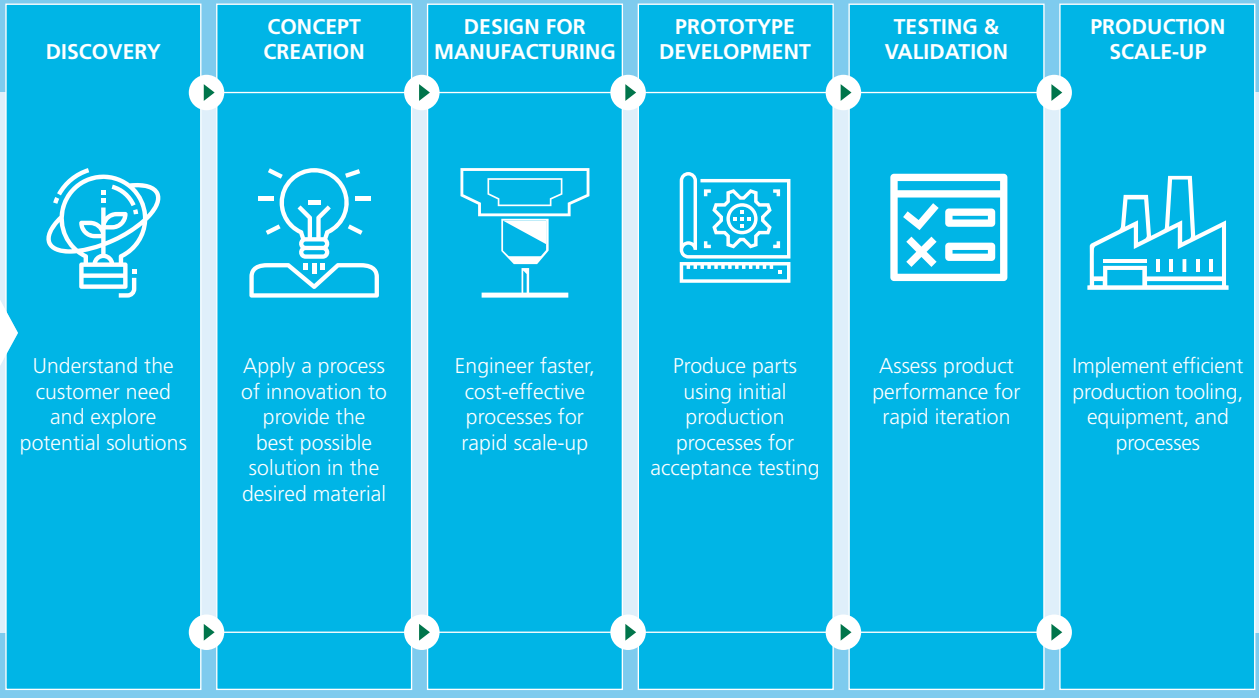 DISCOVERY
Understand the
customer need
and explore
potential solutions
CONCEPT
CREATION
Apply a process
of innovation to
provide the
best possible
solution in the
desired material
DESIGN FOR
MANUFACTURING
Engineer faster,
cost-effective
processes for
rapid scale-up
PROTOTYPE
DEVELOPMENT
Produce parts
using initial
production
processes for
acceptance testing
TESTING &
VALIDATION
Assess product
performance for
rapid iteration
PRODUCTION
SCALE-UP
Implement efficient
production tooling,
equipment, and
processes